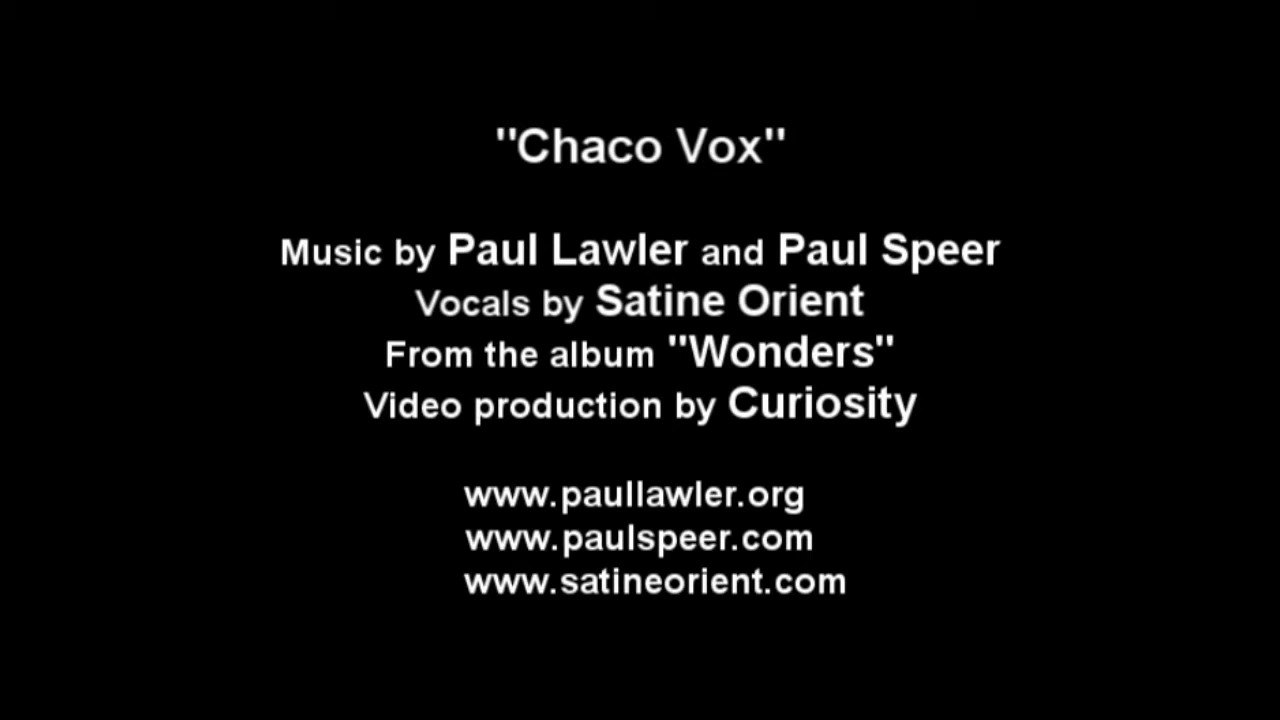 "Chaco Vox"
Music by Paul Lawler and Paul Speer
Vocals by Satine Orient
From the album "Wonders"
Video production by Curiosity
www.paullawler.org
www.paulspeer.com
www.satineorient.com